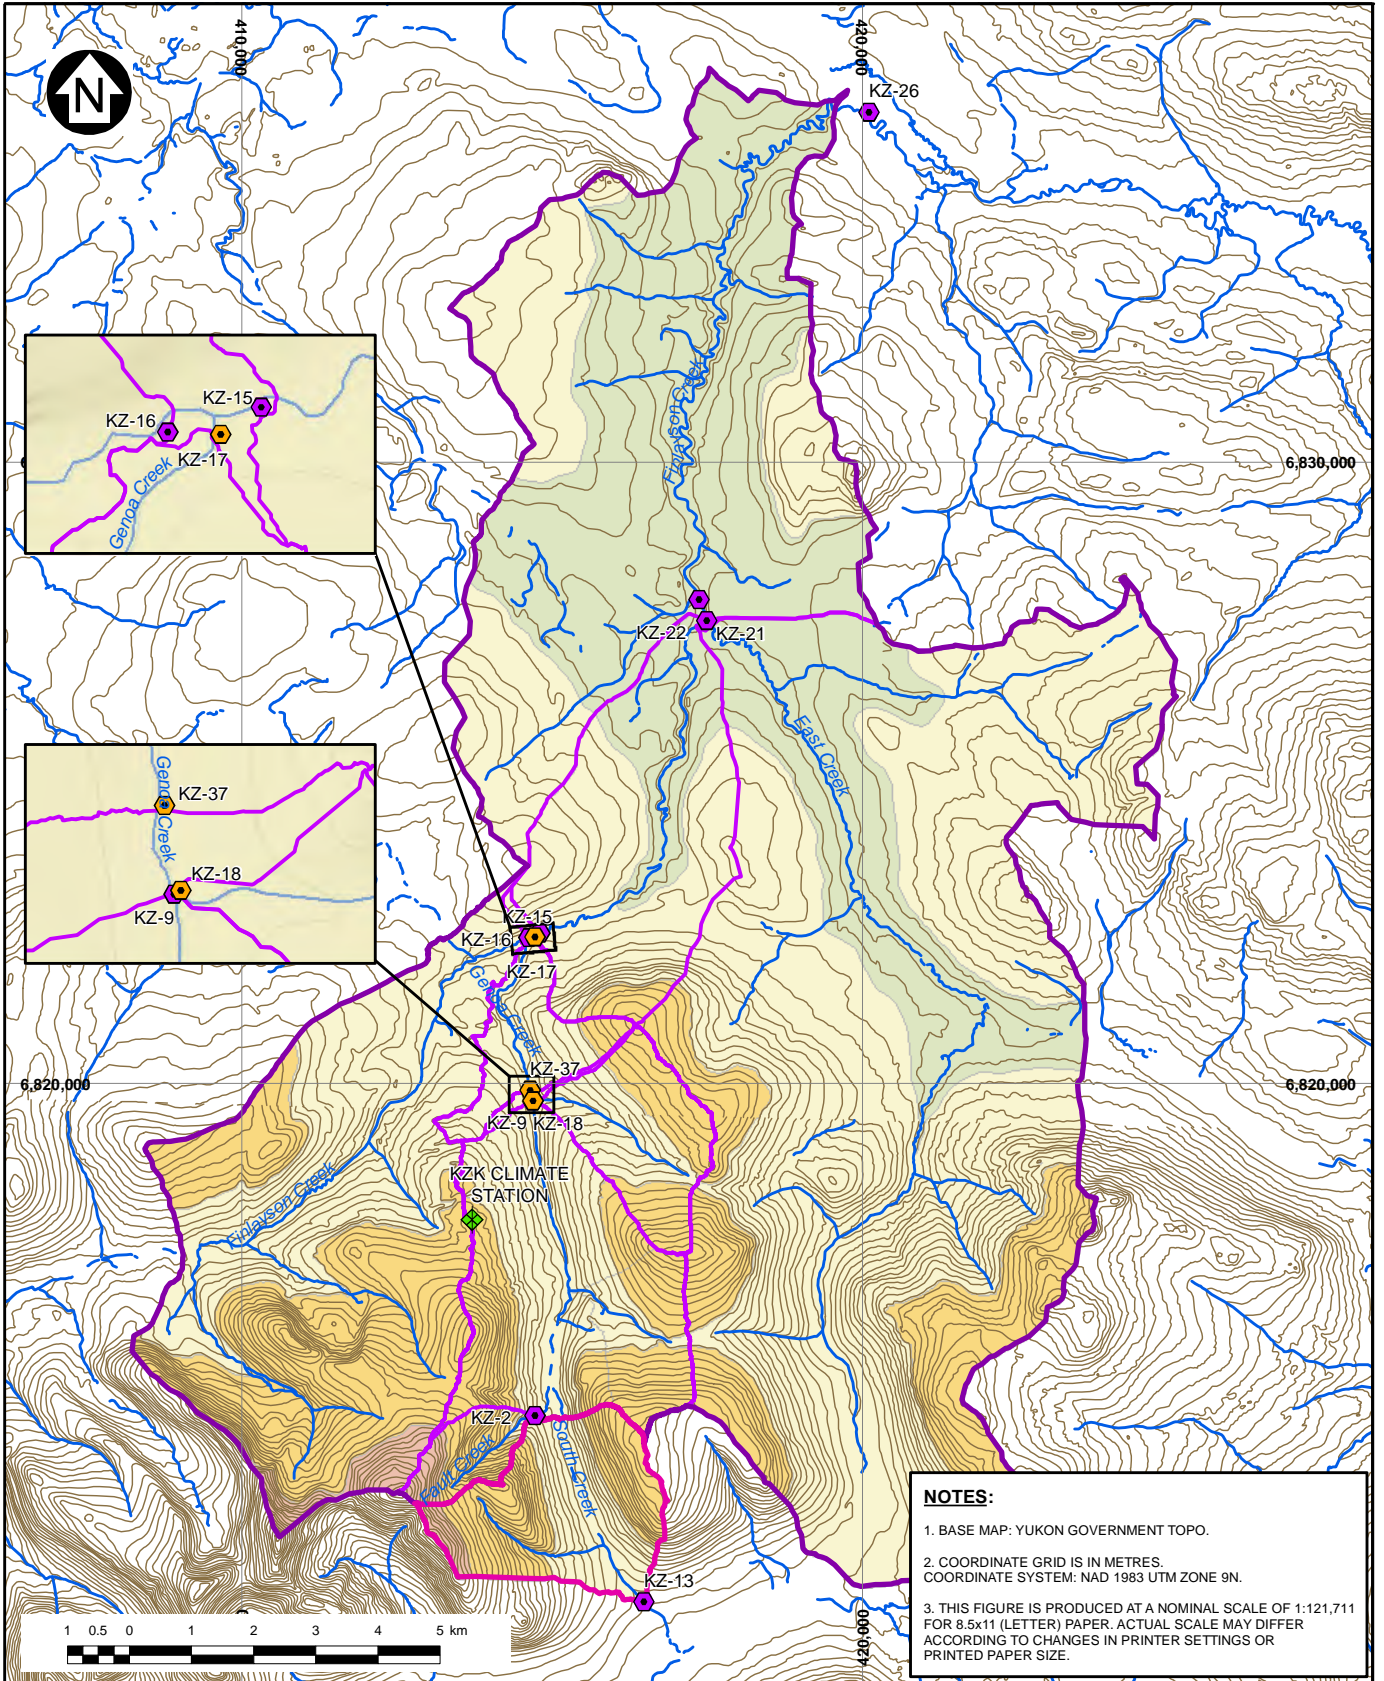 410,000
420,000
N
KZ-26
KZ-15
KZ-16
KZ-17
Genoa Creek
Finlayson Creek
6,830,000
KZ-22
KZ-21
East Creek
Genoa Creek
KZ-37
KZ-18
KZ-9
KZ-15
KZ-16
KZ-17
Genoa Creek
6,820,000
KZ-37
6,820,000
KZ-9
KZ-18
KZK CLIMATE
STATION
Finlayson Creek
KZ-2
Fault Creek
South Creek
KZ-13
420,000
NOTES:
1. BASE MAP: YUKON GOVERNMENT TOPO.
2. COORDINATE GRID IS IN METRES.
COORDINATE SYSTEM: NAD 1983 UTM ZONE 9N.
3. THIS FIGURE IS PRODUCED AT A NOMINAL SCALE OF 1:121,711
FOR 8.5x11 (LETTER) PAPER. ACTUAL SCALE MAY DIFFER
ACCORDING TO CHANGES IN PRINTER SETTINGS OR
PRINTED PAPER SIZE.
1 0.5 0 1 2 3 4 5 km